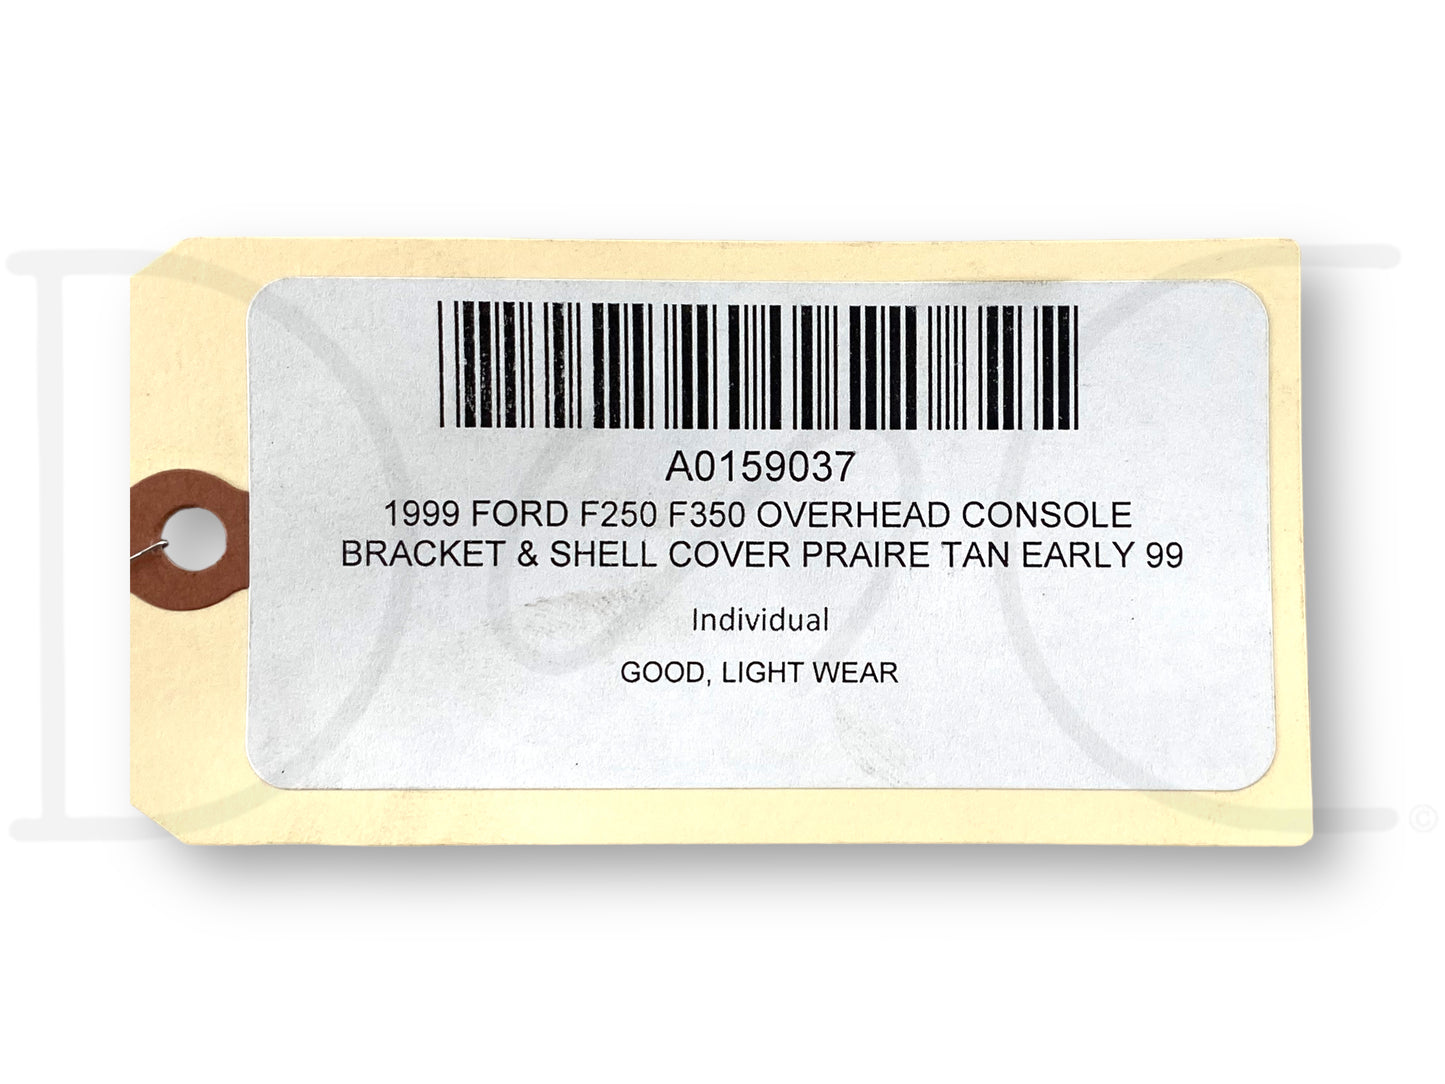 A0159037
1999 FORD F250 F350 OVERHEAD CONSOLE
BRACKET & SHELL COVER PRAIRE TAN EARLY 99
Individual
GOOD, LIGHT WEAR
©